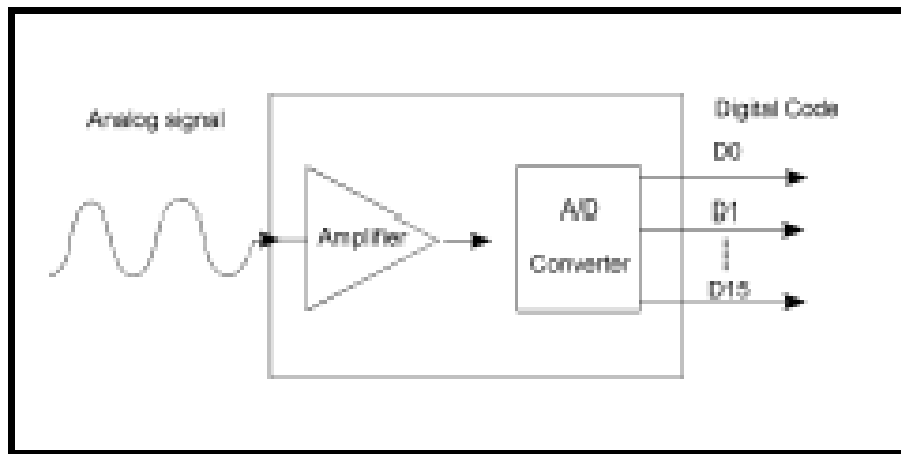 Analog signal
Digital Code
D0
Amplifier
A/D
Converter
D1
D15